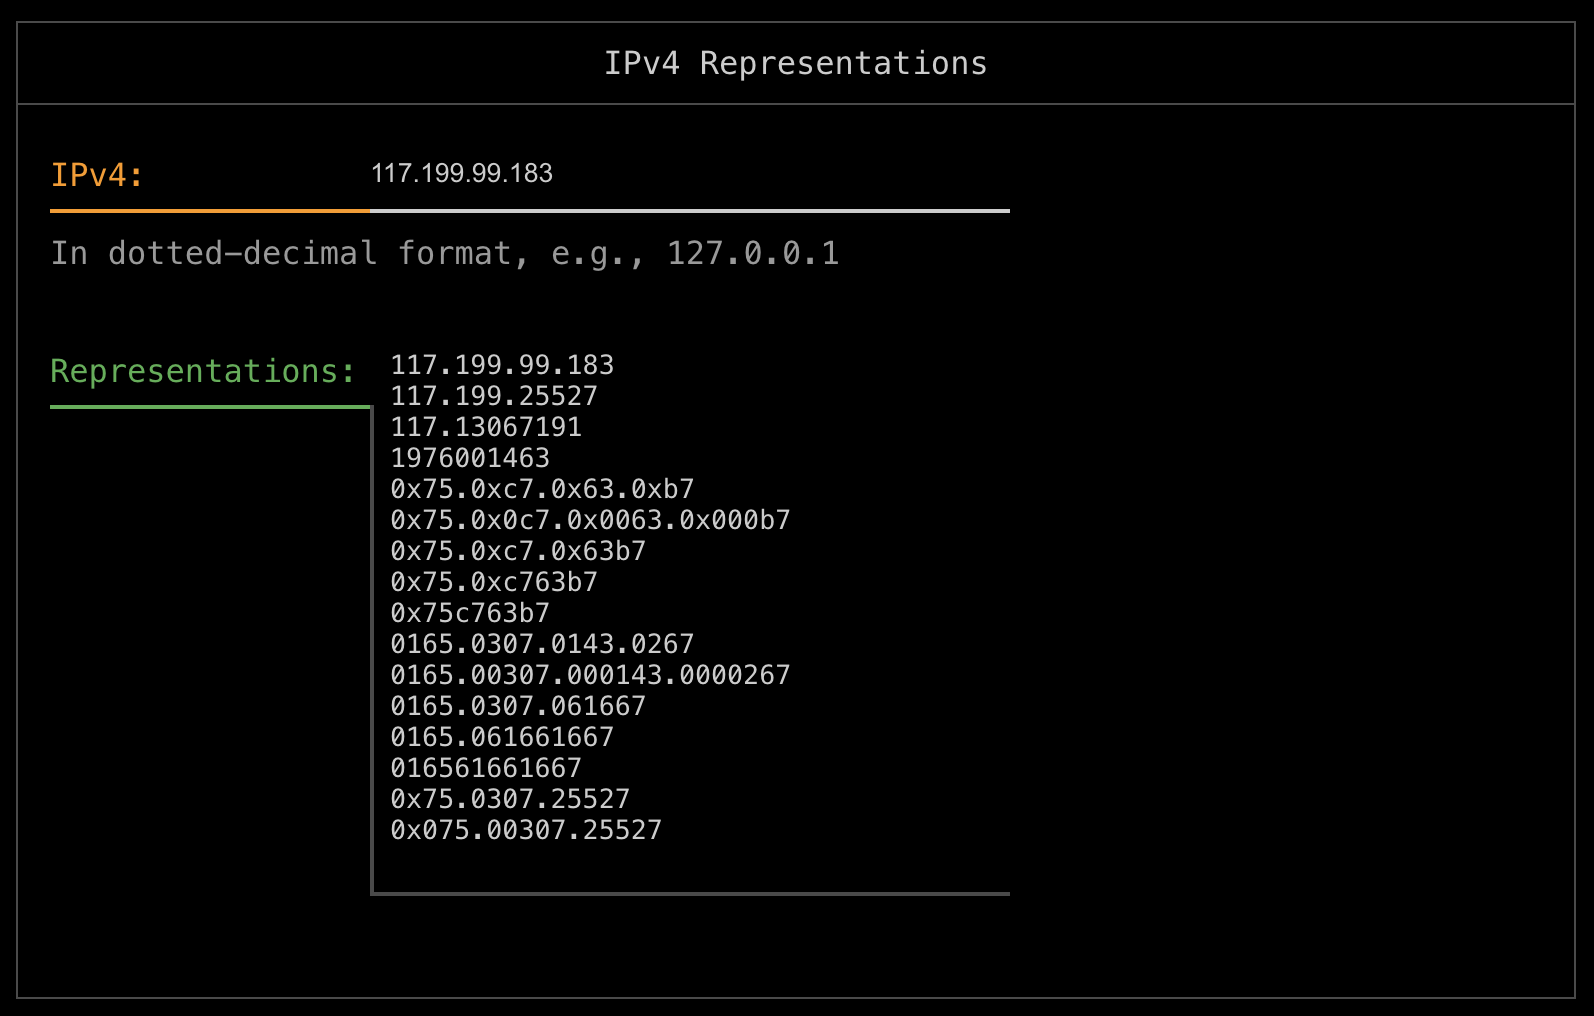 IPv4 Representations
IPv4: 117.199.99.183
In dotted-decimal format, e.g., 127.0.0.1
Representations: 117.199.99.183
117.199.25527
117.13067191
1976001463
0x75.0xc7.0x63.0xb7
0x75.0x0c7.0x0063.0x000b7
0x75.0xc7.0x63b7
0x75.0xc763b7
0x75c763b7
0165.0307.0143.0267
0165.00307.000143.0000267
0165.0307.061667
0165.061661667
016561661667
0x75.0307.25527
0x075.00307.25527